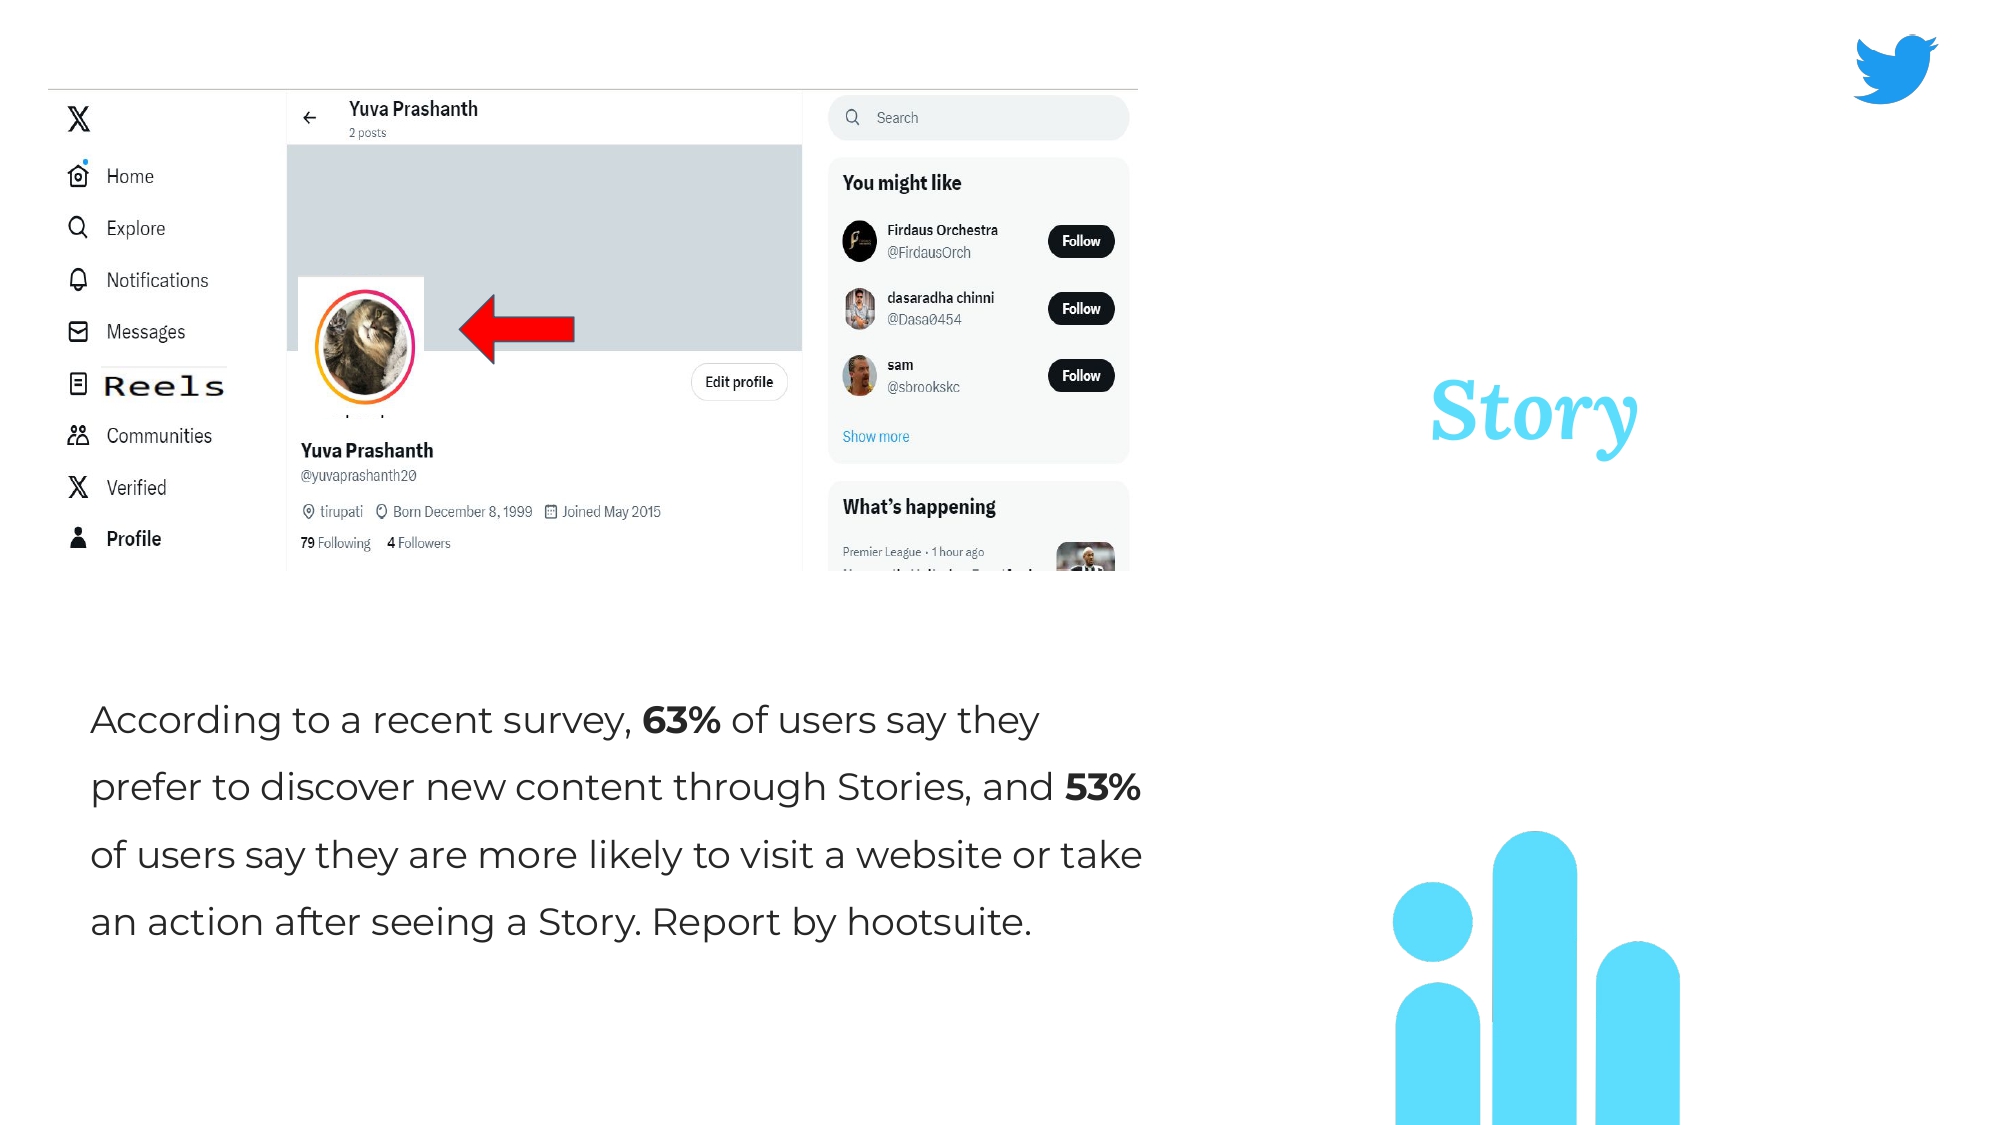 Yuva Prashanth
2 posts
Search
Home
Explore
Notifications
Messages
Reels
Communities
Verified
Profile
Edit profile
Yuva Prashanth
@yuvaprashanth20
tirupati Born December 8, 1999 Joined May 2015
79 Following 4 Followers
You might like
Firdaus Orchestra
@FirdausOrch
Follow
dasaradha chinni
@Dasa0454
Follow
sam
@sbrookskc
Follow
Show more
What's happening
Premier League · 1 hour ago
Story
According to a recent survey, 63% of users say they
prefer to discover new content through Stories, and 53%
of users say they are more likely to visit a website or take
an action after seeing a Story. Report by hootsuite.